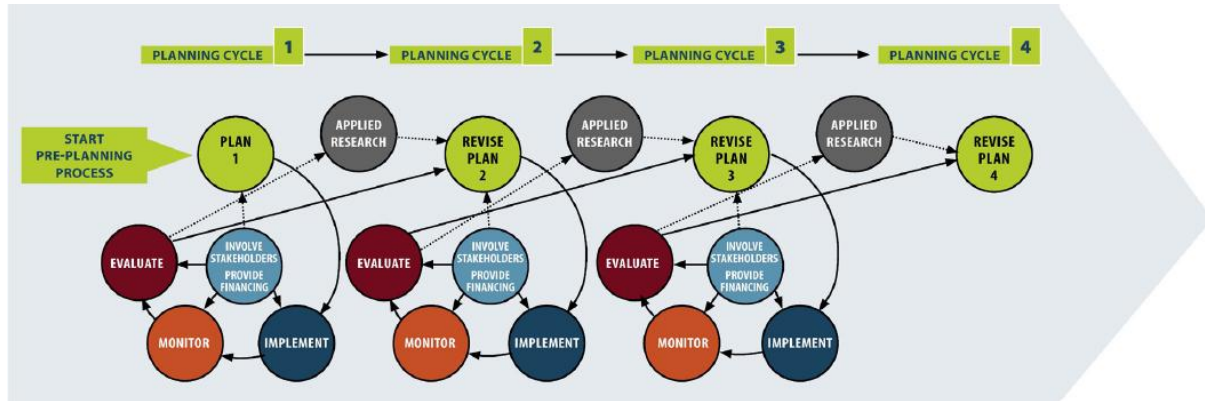 PLANNING CYCLE 1
PLANNING CYCLE 2
PLANNING CYCLE 3
PLANNING CYCLE 4
START
PRE-PLANNING
PROCESS
PLAN
1
APPLIED
RESEARCH
REVISE
PLAN
2
APPLIED
RESEARCH
REVISE
PLAN
3
APPLIED
RESEARCH
REVISE
PLAN 4
EVALUATE
INVOLVE
STAKEHOLDERS
PROVIDE
FINANCING
MONITOR
IMPLEMENT
EVALUATE
INVOLVE
STAKEHOLDERS
PROVIDE
FINANCING
MONITOR
IMPLEMENT
EVALUATE
INVOLVE
STAKEHOLDERS
PROVIDE
FINANCING
MONITOR
IMPLEMENT